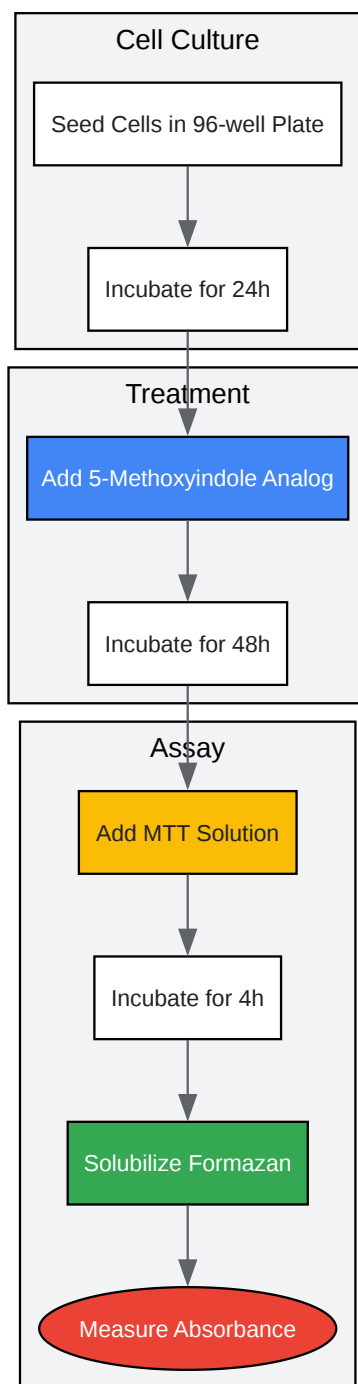 Cell Culture
Seed Cells in 96-well Plate
Incubate for 24h
Treatment
Add 5-Methoxyindole Analog
Incubate for 48h
Assay
Add MTT Solution
Incubate for 4h
Solubilize Formazan
Measure Absorbance